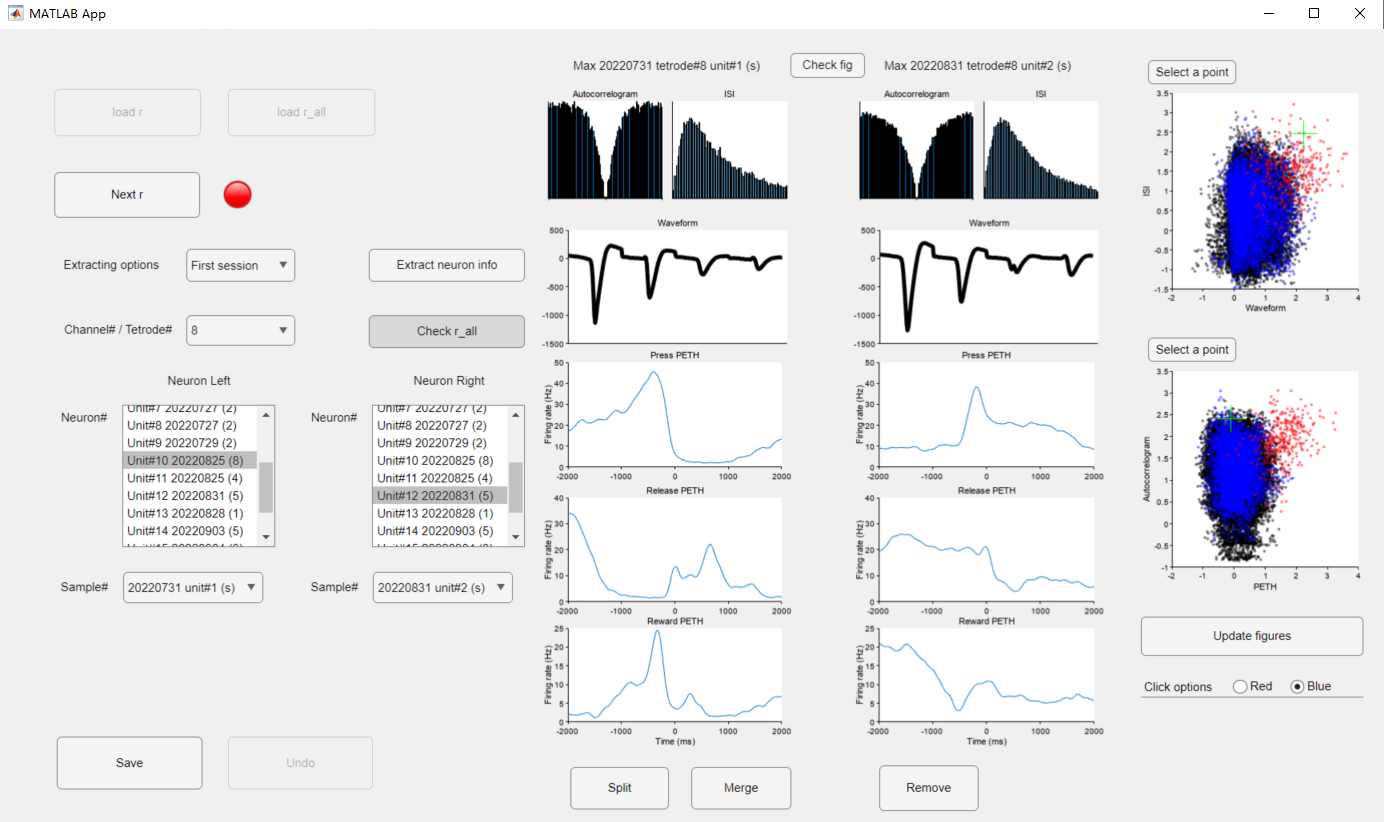 MATLAB App
load r
load r_all
Next r
Extracting options
First session
Extract neuron info
Channel# / Tetrode#
8
Check r_all
Neuron Left
Neuron Right
Neuron#
Unit#7 20220727 (2)
Unit#8 20220727 (2)
Unit#9 20220729 (2)
Unit#10 20220825 (8)
Unit#11 20220825 (4)
Unit#12 20220831 (5)
Unit#13 20220828 (1)
Unit#14 20220903 (5)
Neuron#
Unit#7 20220727 (2)
Unit#8 20220727 (2)
Unit#9 20220729 (2)
Unit#10 20220825 (8)
Unit#11 20220825 (4)
Unit#12 20220831 (5)
Unit#13 20220828 (1)
Unit#14 20220903 (5)
Sample#
20220731 unit#1 (s)
Sample#
20220831 unit#2 (s)
Save
Undo
Max 20220731 tetrode#8 unit#1 (s)
Check fig
Max 20220831 tetrode#8 unit#2 (s)
Autocorrelogram
ISI
Waveform
500
0
-500
-1000
-1500
Press PETH
Firing rate (Hz)
50
40
30
20
10
0
-2000 -1000 0 1000 2000
Release PETH
Firing rate (Hz)
40
30
20
10
0
-2000 -1000 0 1000 2000
Reward PETH
Firing rate (Hz)
25
20
15
10
5
0
-2000 -1000 0 1000 2000
Time (ms)
Autocorrelogram
ISI
Waveform
500
0
-500
-1000
-1500
Press PETH
Firing rate (Hz)
50
40
30
20
10
0
-2000 -1000 0 1000 2000
Release PETH
Firing rate (Hz)
40
30
20
10
0
-2000 -1000 0 1000 2000
Reward PETH
Firing rate (Hz)
25
20
15
10
5
0
-2000 -1000 0 1000 2000
Time (ms)
Split
Merge
Remove
Select a point
ISI
3.5
3
2.5
2
1.5
1
0.5
0
-0.5
-1
-1.5
-2 -1 0 1 2 3 4
Waveform
Select a point
Autocorrelogram
3.5
3
2.5
2
1.5
1
0.5
0
-0.5
-1
-2 -1 0 1 2 3 4
PETH
Update figures
Click options
Red
Blue